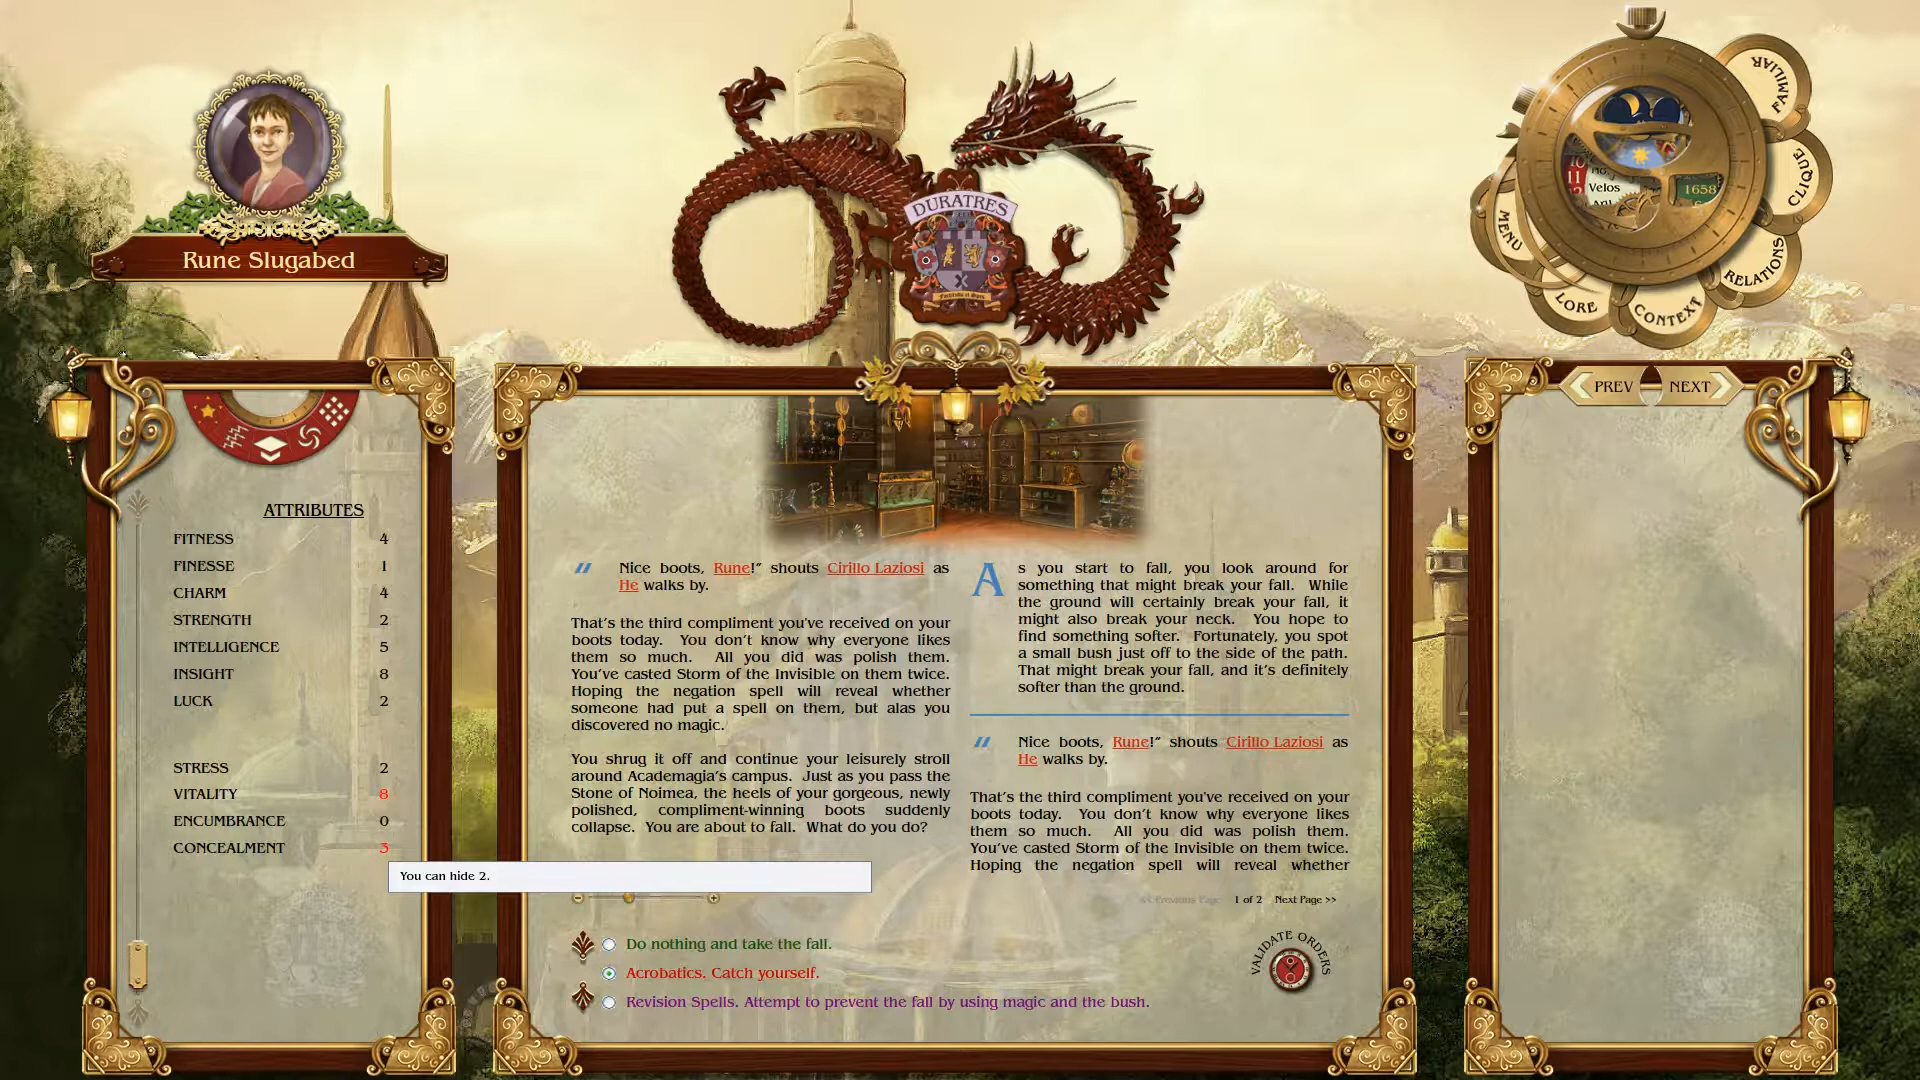 Rune Slugabed
DURATRES
FAMILIAR
CLIQUE
RELATIONS
CONTEXT
LORE
MENU
10
11
Velos
1658
PREV
NEXT
ATTRIBUTES
FITNESS 4
FINESSE 1
CHARM 4
STRENGTH 2
INTELLIGENCE 5
INSIGHT 8
LUCK 2
STRESS 2
VITALITY 8
ENCUMBRANCE 0
CONCEALMENT 3
You can hide 2.
“ Nice boots, Rune!” shouts Cirillo Laziosi as
He walks by.
That's the third compliment you've received on your
boots today. You don't know why everyone likes
them so much. All you did was polish them.
You've casted Storm of the Invisible on them twice.
Hoping the negation spell will reveal whether
someone had put a spell on them, but alas you
discovered no magic.
You shrug it off and continue your leisurely stroll
around Academagia's campus. Just as you pass the
Stone of Noimea, the heels of your gorgeous, newly
polished, compliment-winning boots suddenly
collapse. You are about to fall. What do you do?
As you start to fall, you look around for
something that might break your fall. While
the ground will certainly break your fall, it
might also break your neck. You hope to
find something softer. Fortunately, you spot
a small bush just off to the side of the path.
That might break your fall, and it's definitely
softer than the ground.
“ Nice boots, Rune!” shouts Cirillo Laziosi as
He walks by.
That's the third compliment you've received on your
boots today. You don't know why everyone likes
them so much. All you did was polish them.
You've casted Storm of the Invisible on them twice.
Hoping the negation spell will reveal whether
<< Previous Page 1 of 2 Next Page >>
Do nothing and take the fall.
Acrobatics. Catch yourself.
Revision Spells. Attempt to prevent the fall by using magic and the bush.
VALIDATE ORDERS